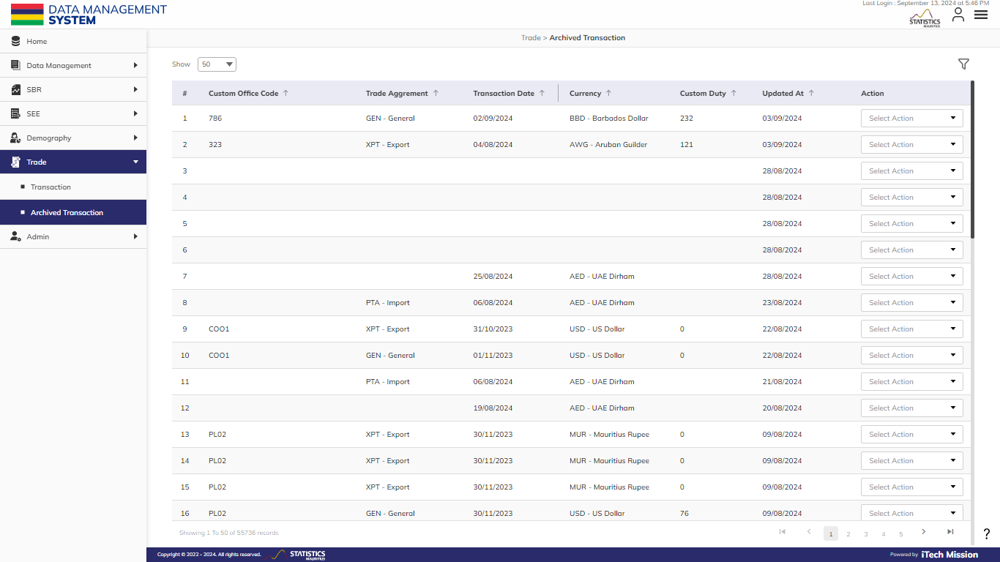 DATA MANAGEMENT
SYSTEM
Last Login : September 13, 2024 at 5:46 PM
STATISTICS
MAURITIUS
Home
Data Management
SBR
SEE
Demography
Trade
Transaction
Archived Transaction
Admin
Trade > Archived Transaction
Show 50
# Custom Office Code Trade Aggrement Transaction Date Currency Custom Duty Updated At Action
1 786 GEN - General 02/09/2024 BBD - Barbados Dollar 232 03/09/2024 Select Action
2 323 XPT - Export 04/08/2024 AWG - Aruban Guilder 121 03/09/2024 Select Action
3 28/08/2024 Select Action
4 28/08/2024 Select Action
5 28/08/2024 Select Action
6 28/08/2024 Select Action
7 25/08/2024 AED - UAE Dirham 28/08/2024 Select Action
8 PTA - Import 06/08/2024 AED - UAE Dirham 23/08/2024 Select Action
9 COO1 XPT - Export 31/10/2023 USD - US Dollar 0 22/08/2024 Select Action
10 COO1 GEN - General 01/11/2023 USD - US Dollar 0 22/08/2024 Select Action
11 PTA - Import 06/08/2024 AED - UAE Dirham 21/08/2024 Select Action
12 19/08/2024 AED - UAE Dirham 20/08/2024 Select Action
13 PL02 XPT - Export 30/11/2023 MUR - Mauritius Rupee 0 09/08/2024 Select Action
14 PL02 XPT - Export 30/11/2023 MUR - Mauritius Rupee 0 09/08/2024 Select Action
15 PL02 XPT - Export 30/11/2023 MUR - Mauritius Rupee 0 09/08/2024 Select Action
16 PL02 GEN - General 30/11/2023 USD - US Dollar 76 09/08/2024 Select Action
Showing 1 To 50 of 55736 records
1 2 3 4 5
?
Copyright © 2022 - 2024. All rights reserved.
STATISTICS
MAURITIUS
Powered by iTech Mission